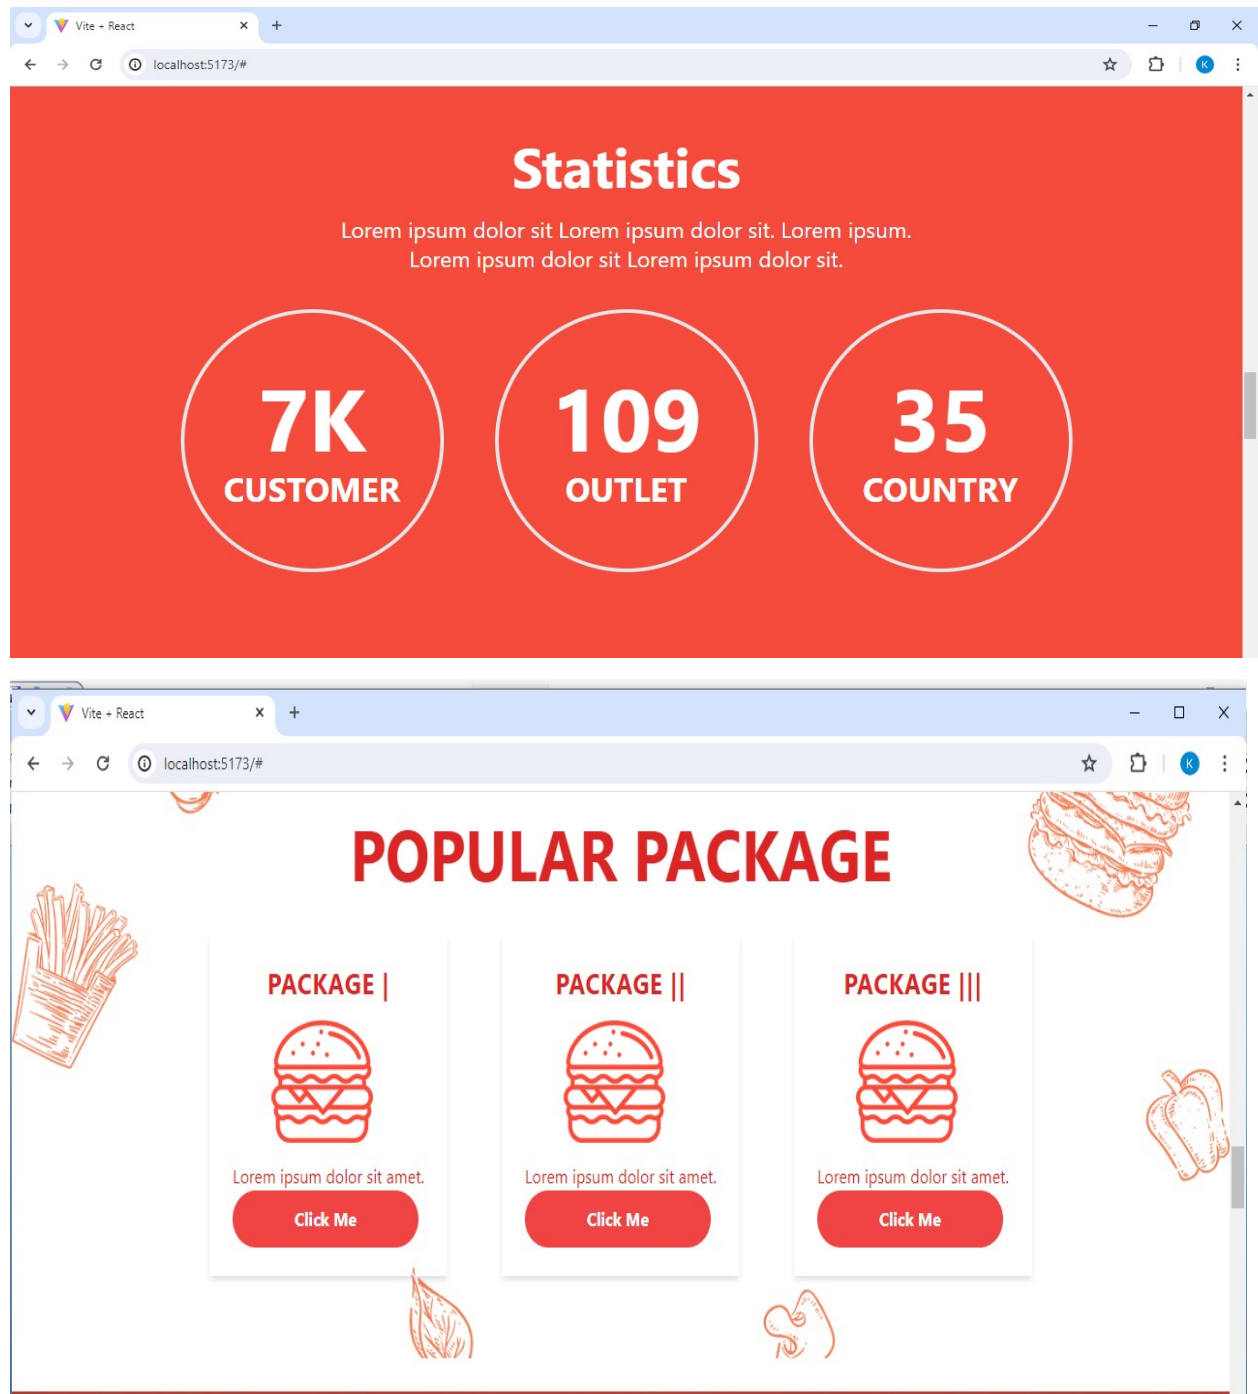 Vite + React
localhost:5173/#
K
Statistics
Lorem ipsum dolor sit Lorem ipsum dolor sit. Lorem ipsum.
Lorem ipsum dolor sit Lorem ipsum dolor sit.
7K 109 35
CUSTOMER OUTLET COUNTRY
Vite + React
localhost:5173/#
K
POPULAR PACKAGE
PACKAGE | PACKAGE || PACKAGE |||
Lorem ipsum dolor sit amet. Lorem ipsum dolor sit amet. Lorem ipsum dolor sit amet.
Click Me Click Me Click Me